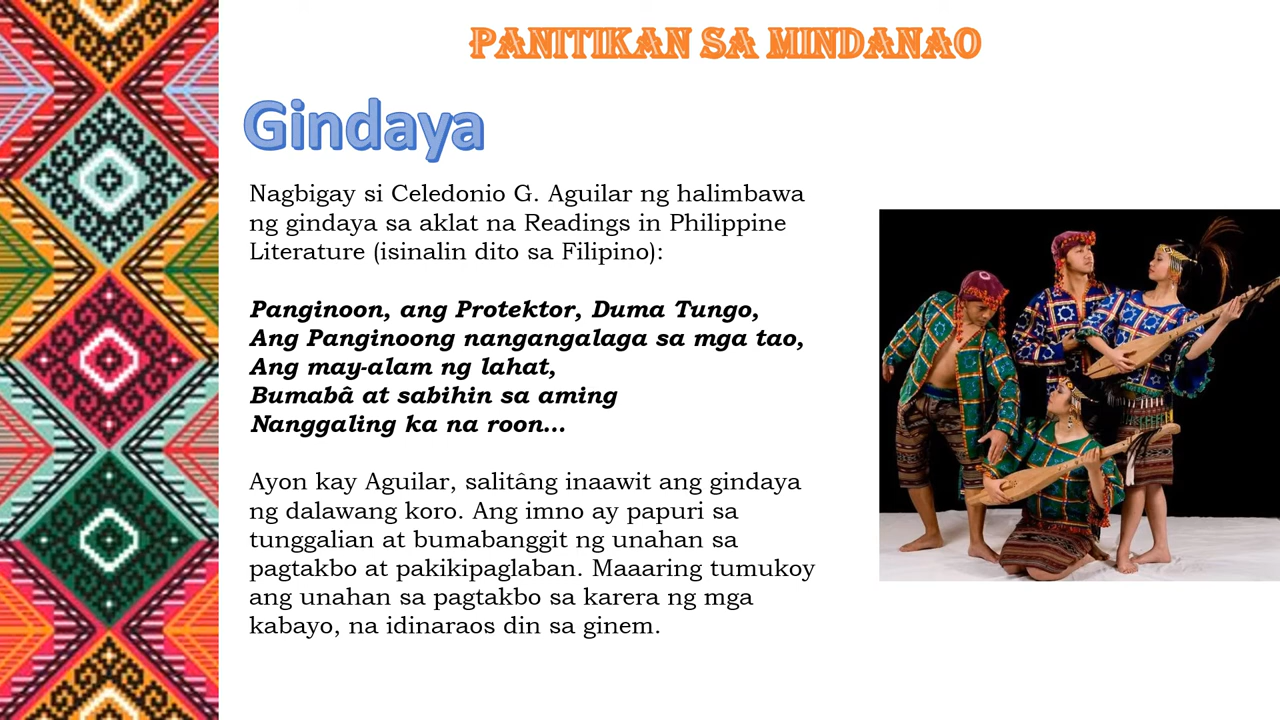 PANITIKAN SA MINDANAO
Gindaya
Nagbigay si Celedonio G. Aguilar ng halimbawa
ng gindaya sa aklat na Readings in Philippine
Literature (isinalin dito sa Filipino):
Panginoon, ang Protektor, Duma Tungo,
Ang Panginoong nangangalaga sa mga tao,
Ang may-alam ng lahat,
Bumabâ at sabihin sa aming
Nanggaling ka na roon...
Ayon kay Aguilar, salitâng inaawit ang gindaya
ng dalawang koro. Ang imno ay papuri sa
tunggalian at bumabanggit ng unahan sa
pagtakbo at pakikipaglaban. Maaaring tumukoy
ang unahan sa pagtakbo sa karera ng mga
kabayo, na idinaraos din sa ginem.